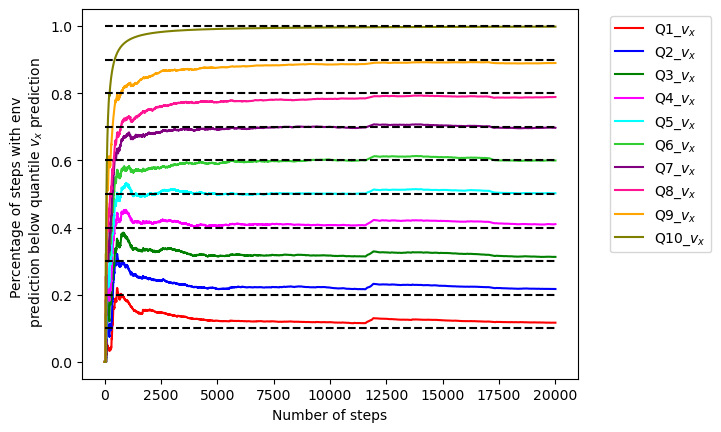 Percentage of steps with env
prediction below quantile v_x prediction
1.0
0.8
0.6
0.4
0.2
0.0
0
2500
5000
7500
10000
12500
15000
17500
20000
Number of steps
Q1_v_x
Q2_v_x
Q3_v_x
Q4_v_x
Q5_v_x
Q6_v_x
Q7_v_x
Q8_v_x
Q9_v_x
Q10_v_x